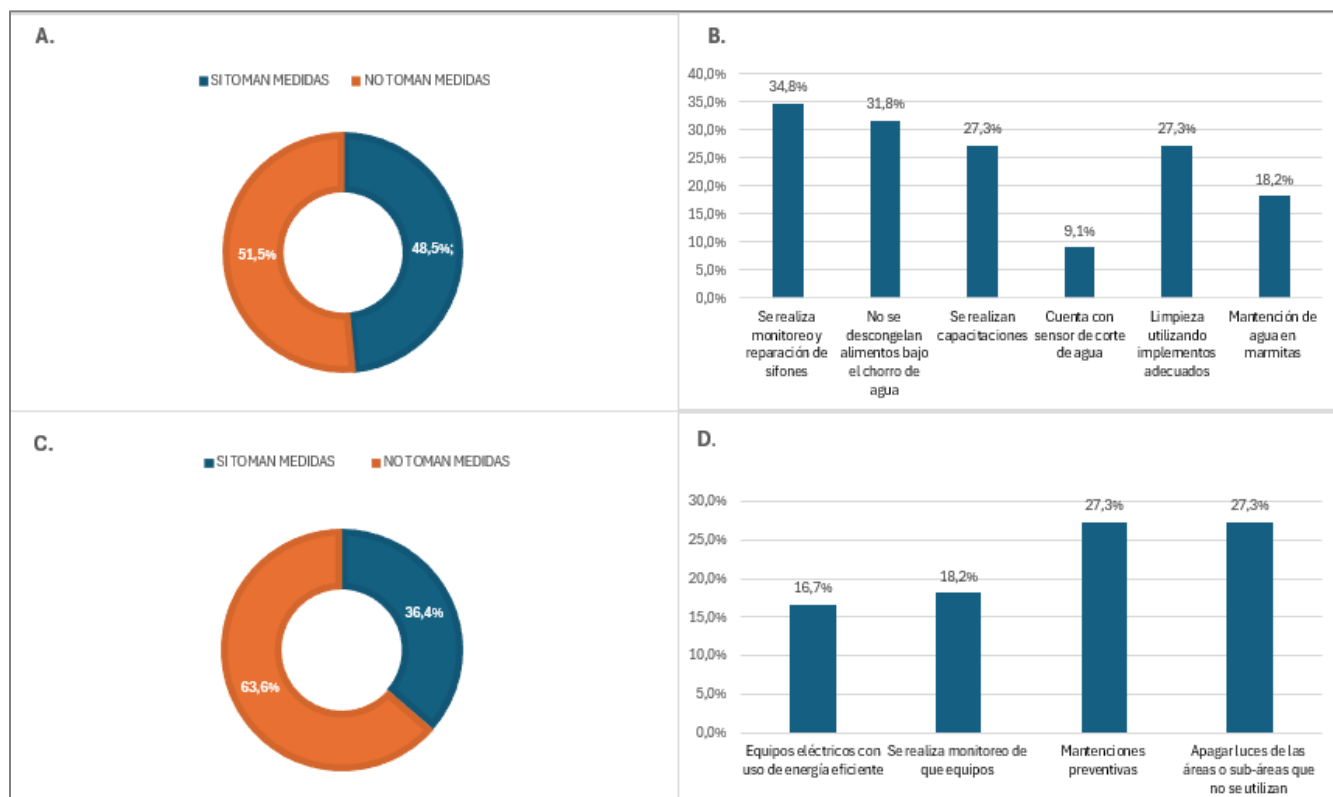 A.
SI TOMAN MEDIDAS NO TOMAN MEDIDAS
51,5%
48,5%;
B.
40,0%
35,0%
30,0%
25,0%
20,0%
15,0%
10,0%
5,0%
0,0%
34,8%
31,8%
27,3%
9,1%
27,3%
18,2%
Se realiza
monitoreo y
reparación de
sifones
No se
descongelan
alimentos bajo
el chorro de
agua
Se realizan
capacitaciones
Cuenta con
sensor de corte
de agua
Limpieza
utilizando
implementos
adecuados
Mantención de
agua en
marmitas
C.
SI TOMAN MEDIDAS NO TOMAN MEDIDAS
36,4%
63,6%
D.
30,0%
25,0%
20,0%
15,0%
10,0%
5,0%
0,0%
16,7%
18,2%
27,3%
27,3%
Equipos eléctricos con
uso de energía eficiente
Se realiza monitoreo de
que equipos
Mantenciones
preventivas
Apagar luces de las
áreas o sub-áreas que
no se utilizan